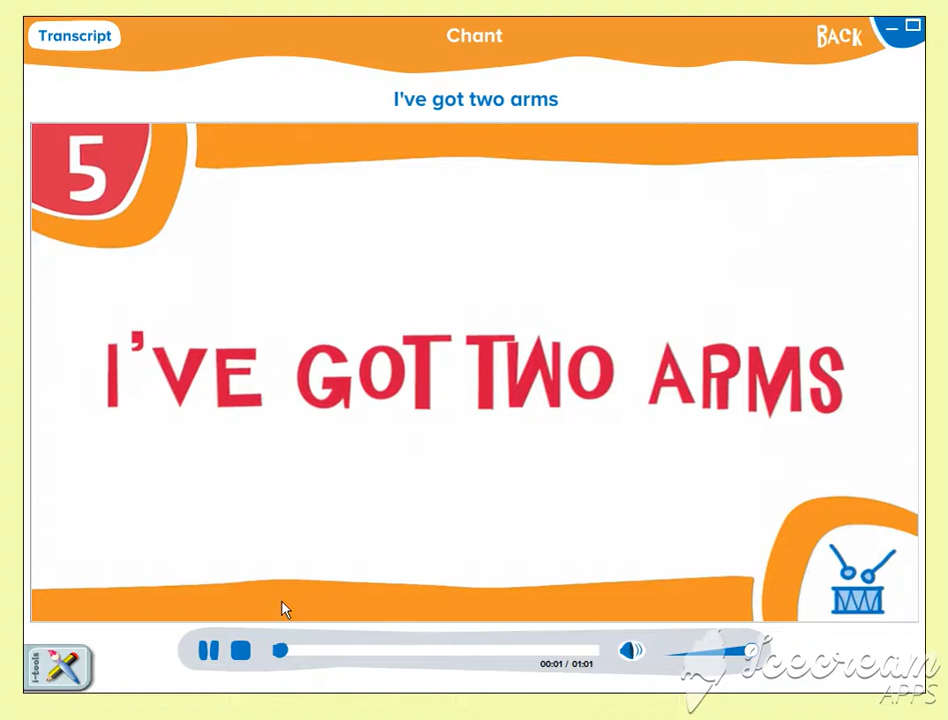 Transcript
Chant
BACK
I've got two arms
5
I'VE GOT TWO ARMS
i-tools
00:01 / 01:01
Icecream
APPS